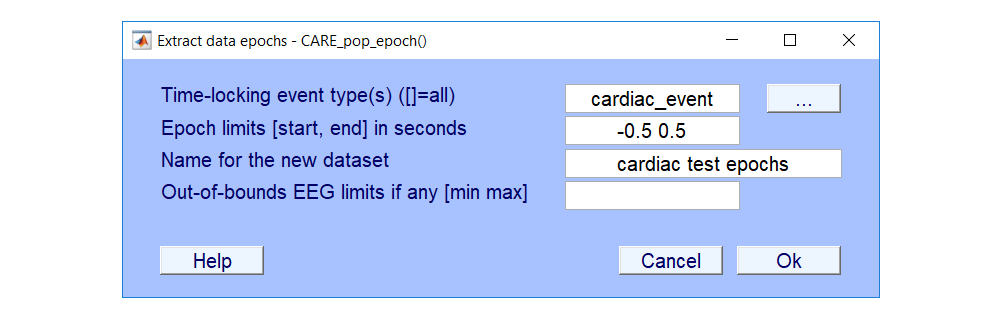 Extract data epochs - CARE_pop_epoch()
Time-locking event type(s) ([]=all) cardiac_event ...
Epoch limits [start, end] in seconds -0.5 0.5
Name for the new dataset cardiac test epochs
Out-of-bounds EEG limits if any [min max]
Help Cancel Ok